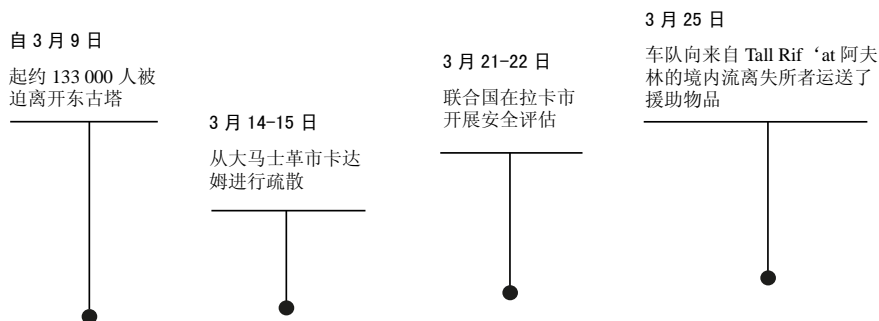 自 3 月 9 日
起约 133 000 人被
迫离开东古塔
3 月 14-15 日
从大马士革市卡达
姆进行疏散
3 月 21-22 日
联合国在拉卡市
开展安全评估
3 月 25 日
车队向来自 Tall Rif ‘at 阿夫
林的境内流离失所者运送了
援助物品